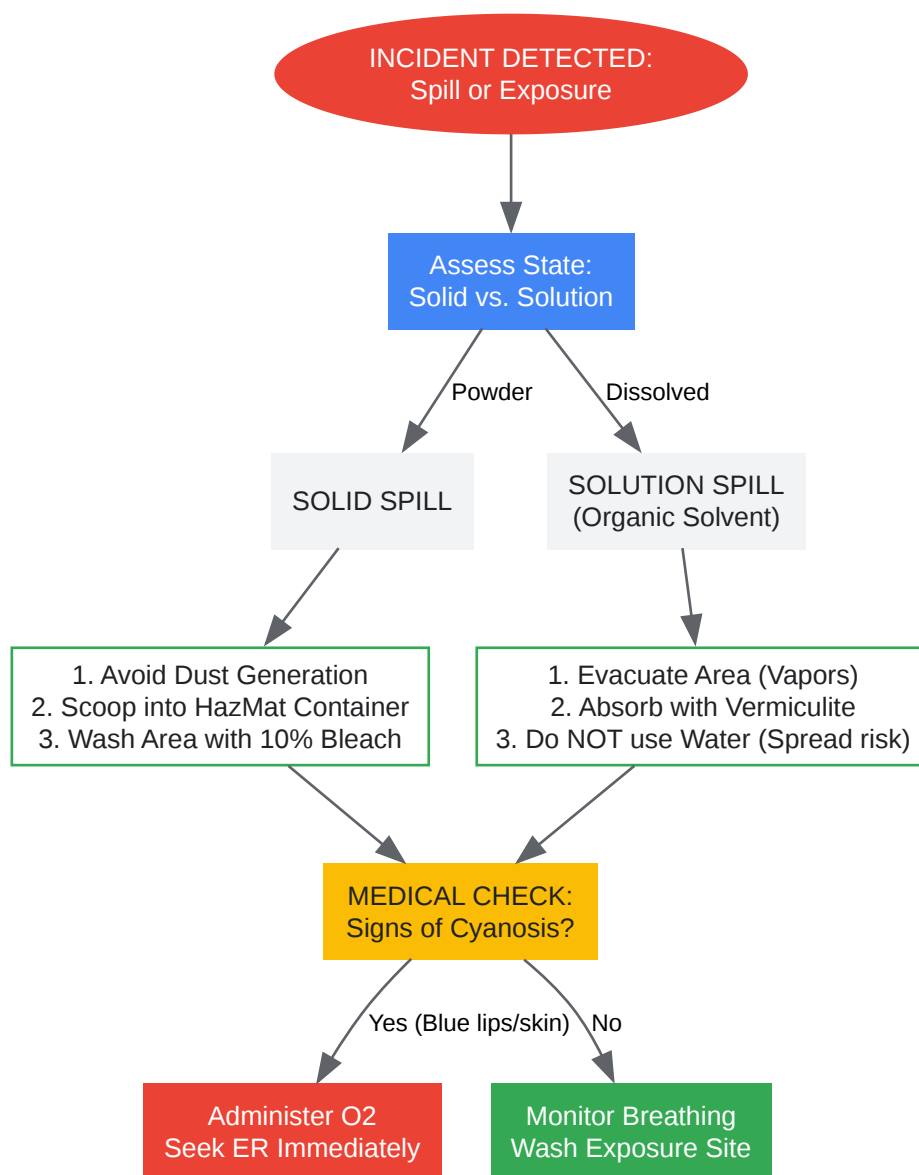 INCIDENT DETECTED:
Spill or Exposure
Assess State:
Solid vs. Solution
Powder
Dissolved
SOLID SPILL
SOLUTION SPILL
(Organic Solvent)
1. Avoid Dust Generation
2. Scoop into HazMat Container
3. Wash Area with 10% Bleach
1. Evacuate Area (Vapors)
2. Absorb with Vermiculite
3. Do NOT use Water (Spread risk)
MEDICAL CHECK:
Signs of Cyanosis?
Yes (Blue lips/skin)
No
Administer O2
Seek ER Immediately
Monitor Breathing
Wash Exposure Site